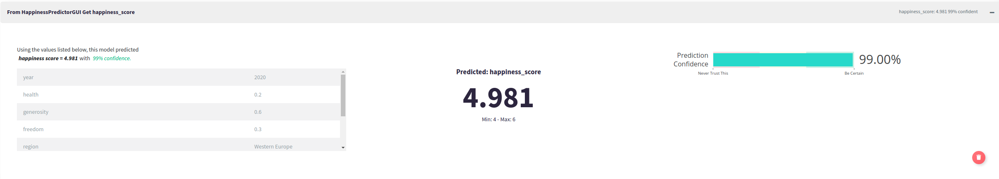 From HappinessPredictorGUI Get happiness_score
happiness_score: 4.981 99% confident
Using the values listed below, this model predicted
happiness score = 4.981 with 99% confidence.
year 2020
health 0.2
generosity 0.6
freedom 0.3
region Western Europe
Predicted: happiness_score
4.981
Min: 4 - Max: 6
Prediction
Confidence
99.00%
Never Trust This
Be Certain